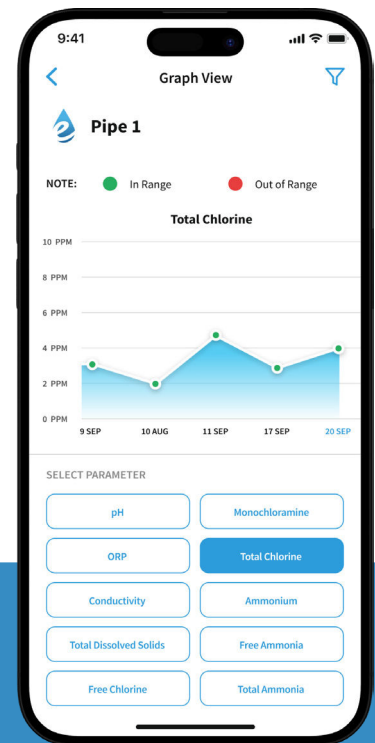 9:41
Graph View
Pipe 1
NOTE: In Range Out of Range
Total Chlorine
10 PPM
8 PPM
6 PPM
4 PPM
2 PPM
0 PPM
9 SEP 10 AUG 11 SEP 17 SEP 20 SEP
SELECT PARAMETER
pH Monochloramine
ORP Total Chlorine
Conductivity Ammonium
Total Dissolved Solids Free Ammonia
Free Chlorine Total Ammonia